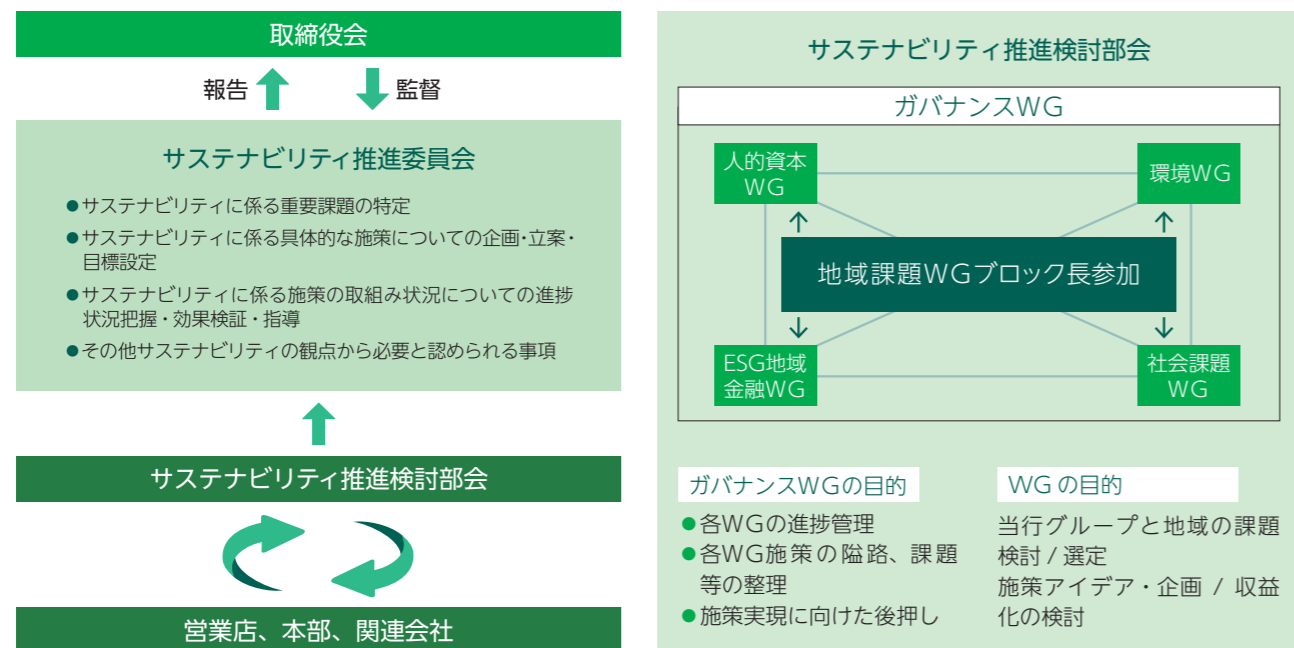 取締役会
報告
監督
サステナビリティ推進委員会
●サステナビリティに係る重要課題の特定
●サステナビリティに係る具体的な施策についての企画・立案・
目標設定
●サステナビリティに係る施策の取組み状況についての進捗
状況把握・効果検証・指導
●その他サステナビリティの観点から必要と認められる事項
サステナビリティ推進検討部会
営業店、本部、関連会社
サステナビリティ推進検討部会
ガバナンスWG
人的資本
WG
環境WG
地域課題WGブロック長参加
ESG地域
金融WG
社会課題
WG
ガバナンスWGの目的
●各WGの進捗管理
●各WG施策の隘路、課題
等の整理
●施策実現に向けた後押し
WGの目的
当行グループと地域の課題
検討/選定
施策アイデア・企画 / 収益
化の検討